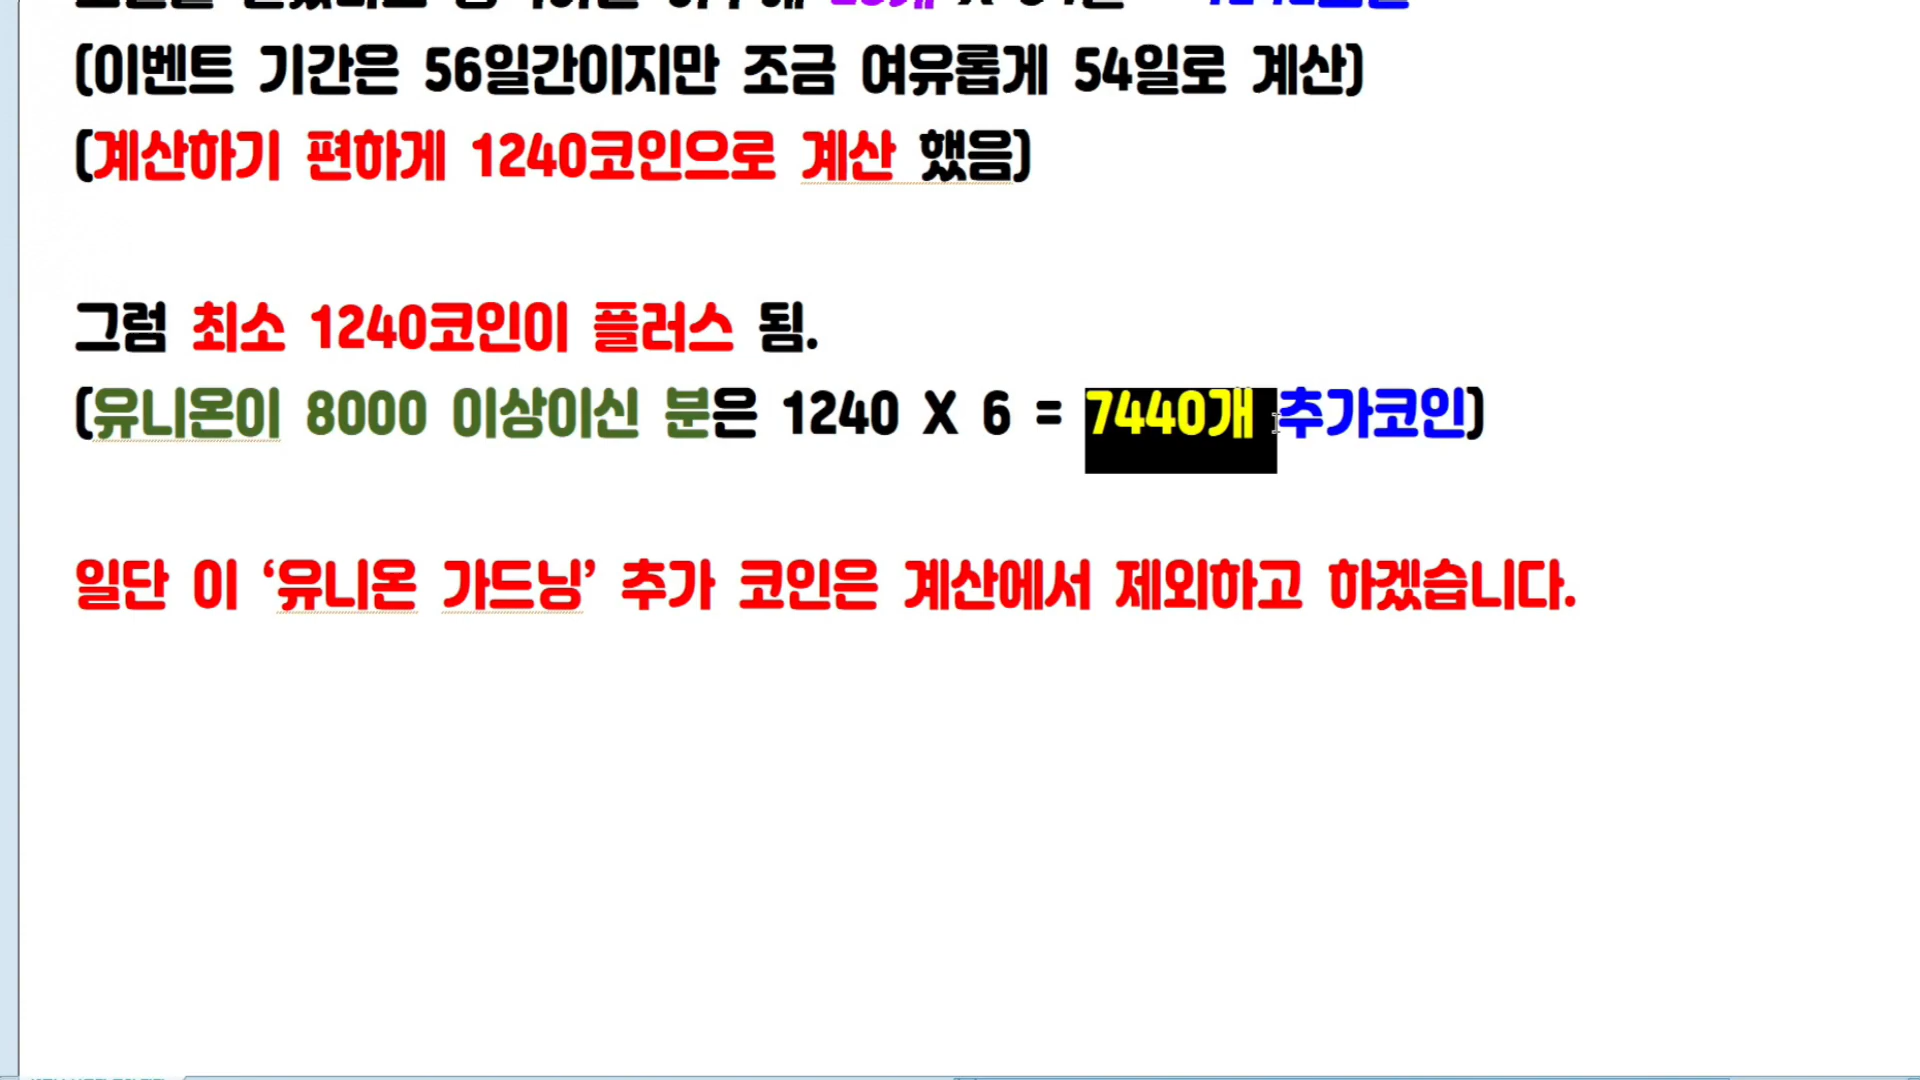 (이벤트 기간은 56일간이지만 조금 여유롭게 54일로 계산)
(계산하기 편하게 1240코인으로 계산 했음)
그럼 최소 1240코인이 플러스 됨.
(유니온이 8000 이상이신 분은 1240 X 6 = 7440개 추가코인)
일단 이 ‘유니온 가드닝’ 추가 코인은 계산에서 제외하고 하겠습니다.